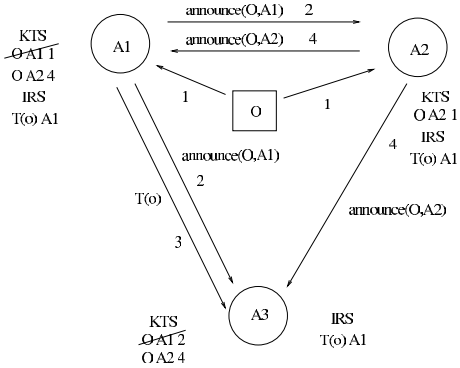 announce(O,A1) 2
announce(O,A2) 4
KTS
O A1 1
O A2 4
IRS
T(o) A1
A1
A2
1
O
1
KTS
O A2 1
IRS
T(o) A1
4
announce(O,A1)
2
T(o)
3
announce(O,A2)
A3
KTS
O A1 2
O A2 4
IRS
T(o) A1